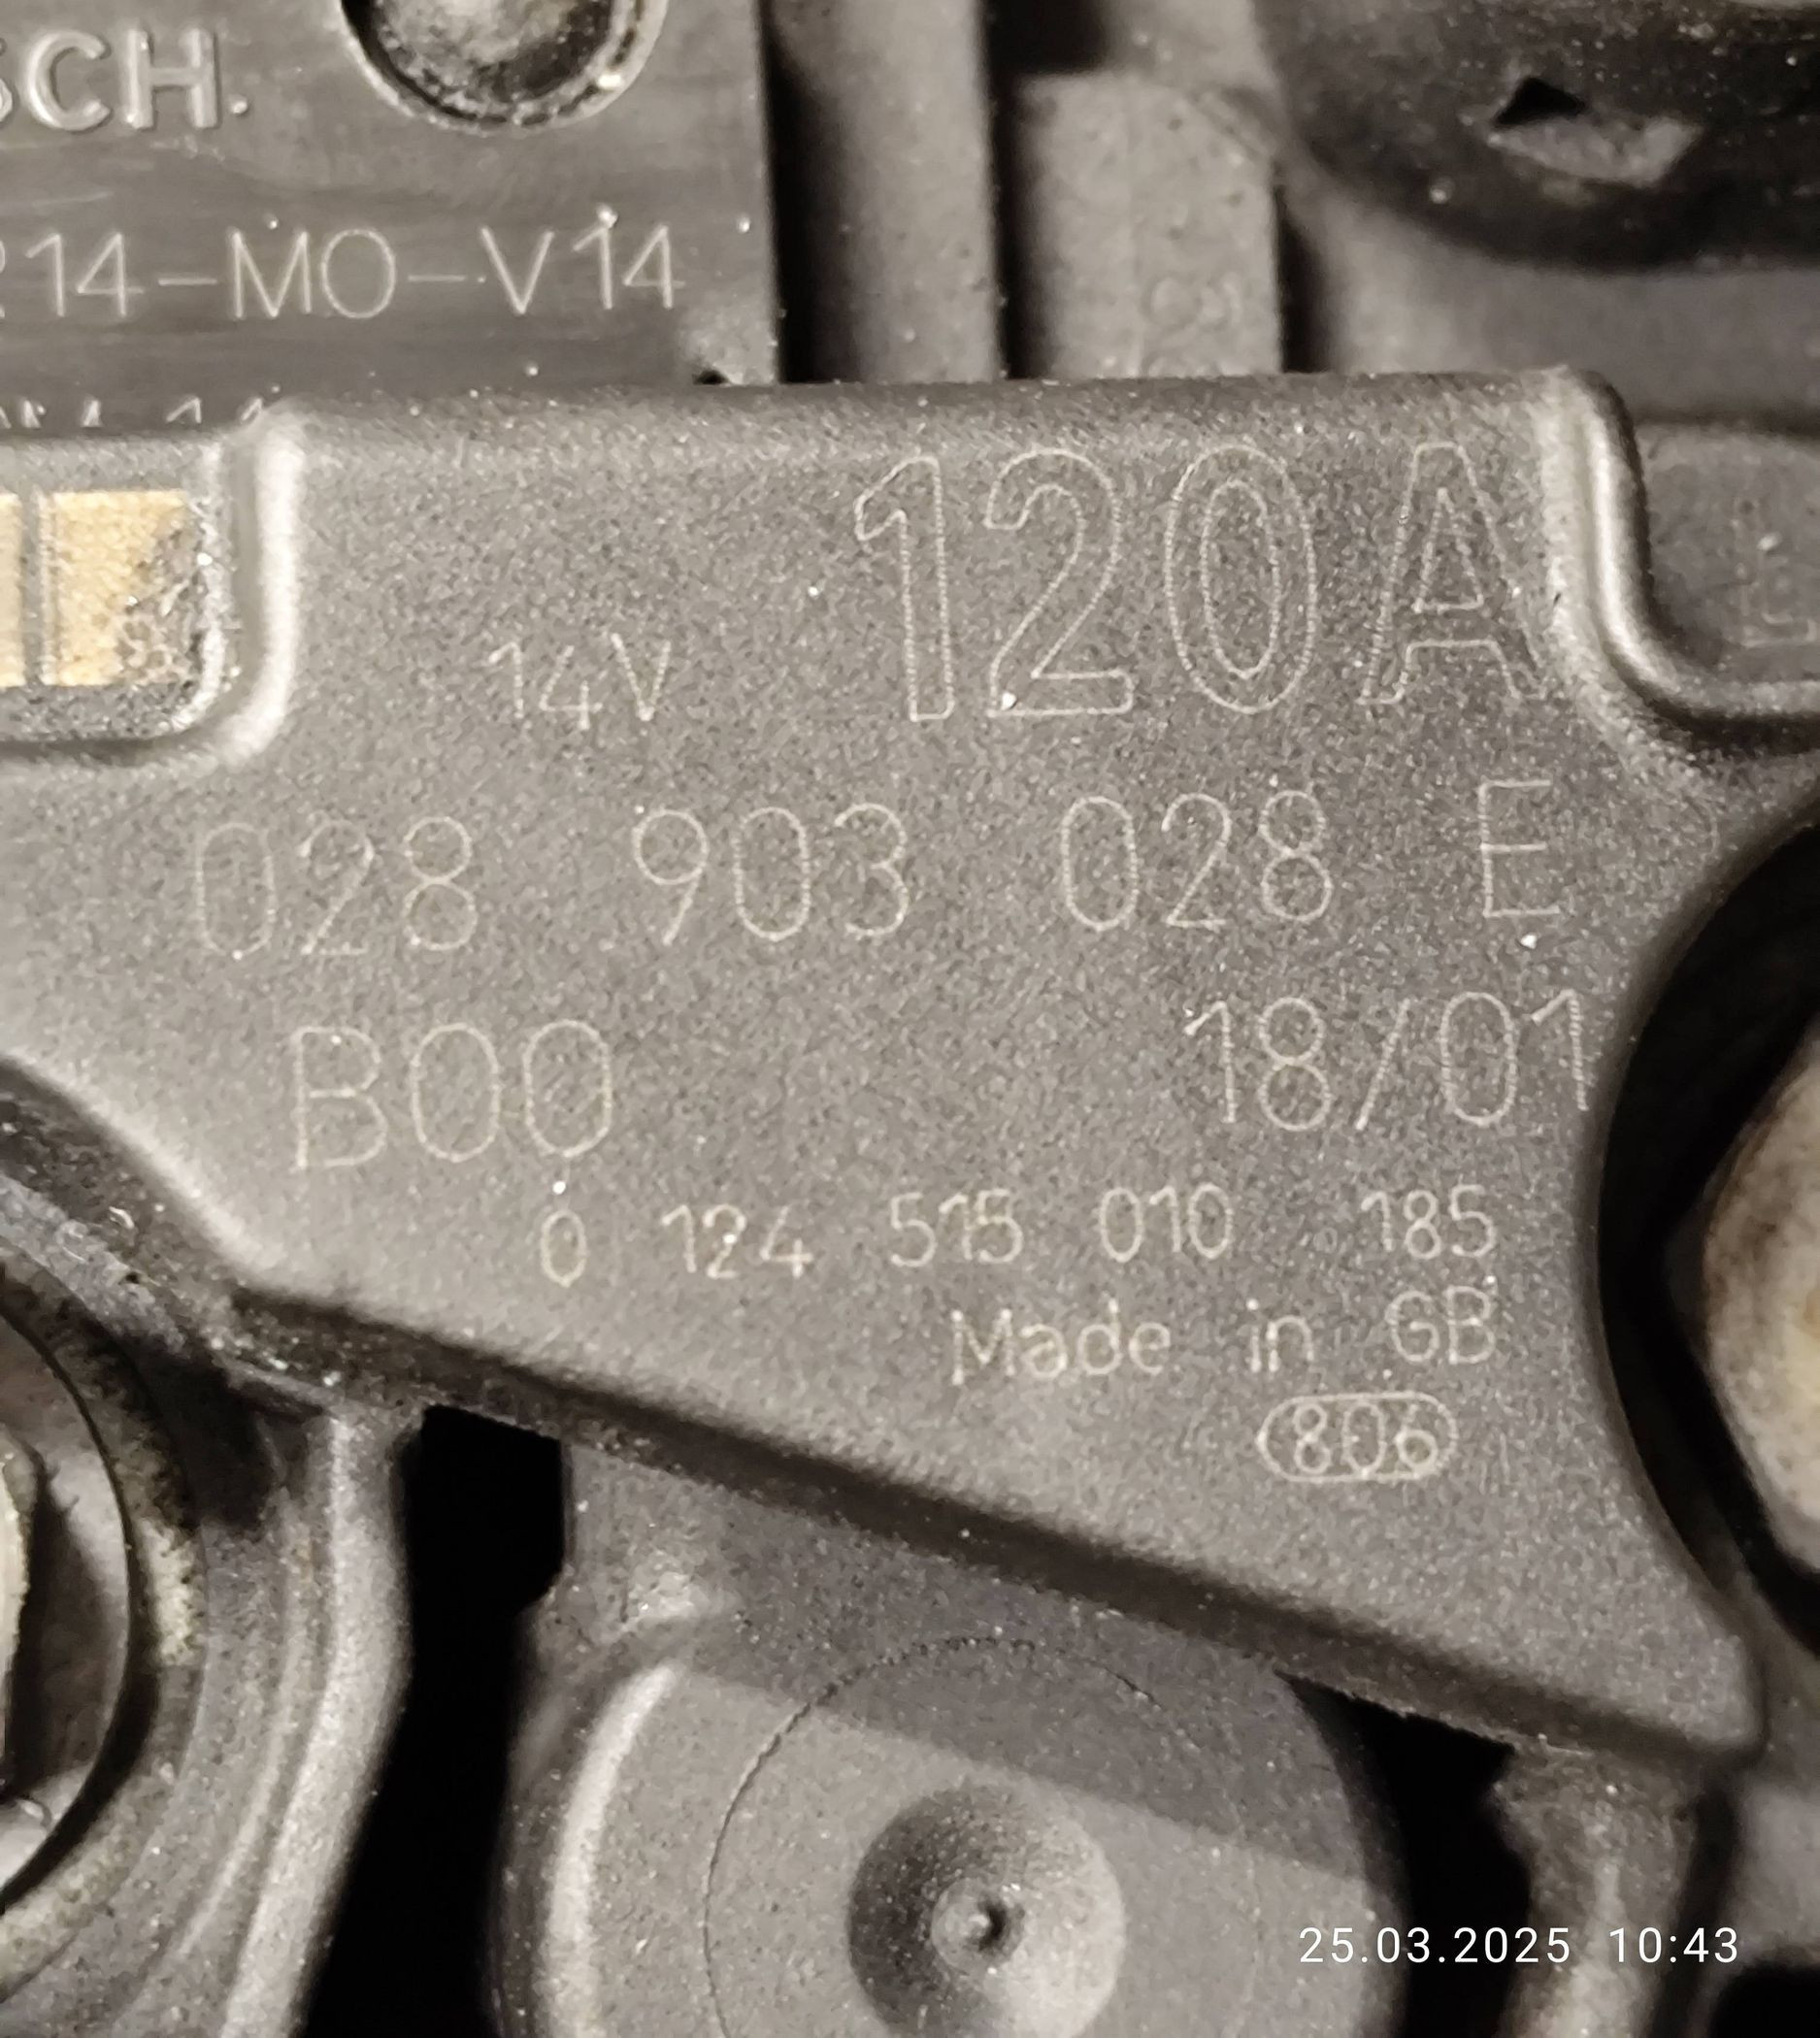 SCH.
14-MO-V14
14V 120A
028 903 028 E
B00 18/01
0 124 515 010 185
Made in GB
806
25.03.2025 10:43